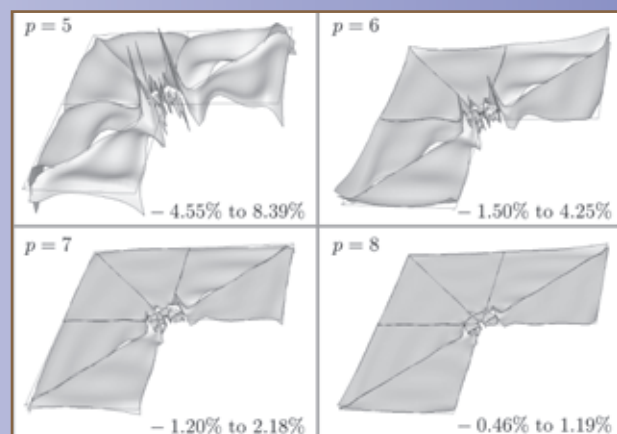 p = 5
− 4.55% to 8.39%
p = 6
− 1.50% to 4.25%
p = 7
− 1.20% to 2.18%
p = 8
− 0.46% to 1.19%